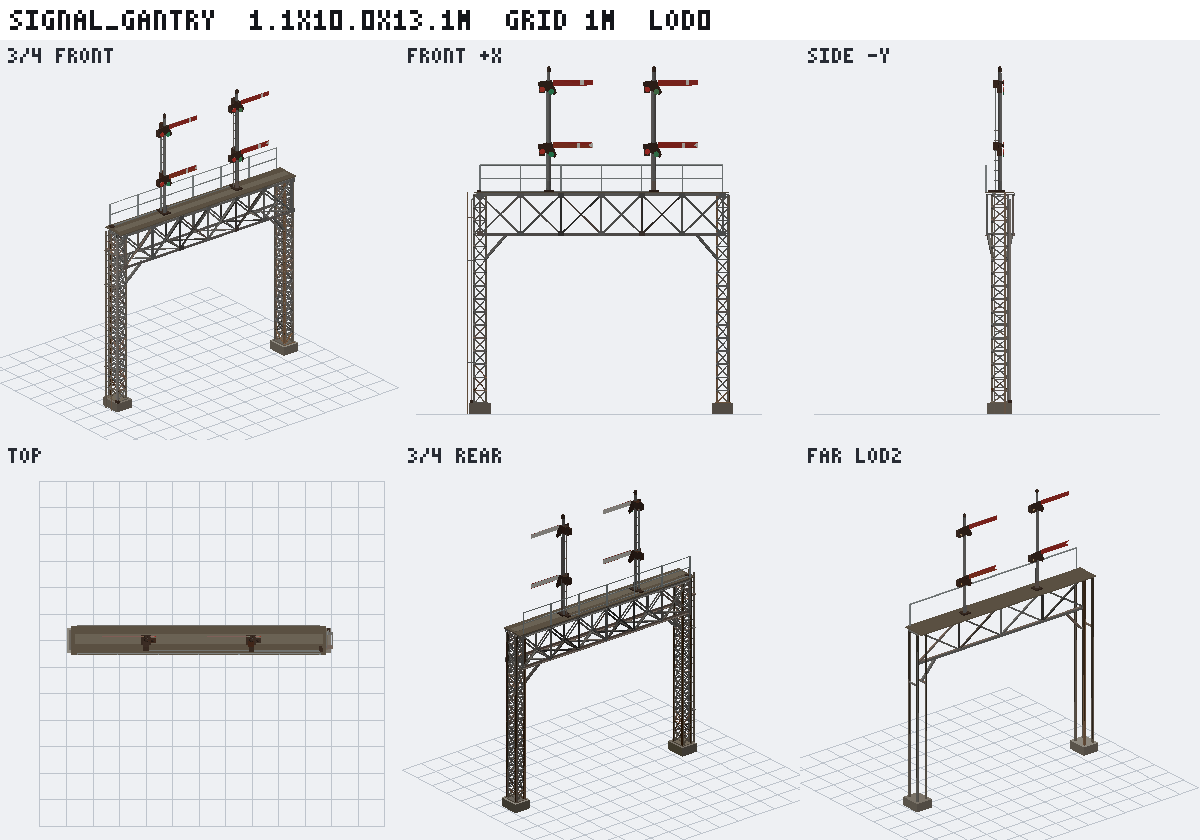 SIGNAL_GANTRY 1.1X10.0X13.1M GRID 1M LOD0
3/4 FRONT
FRONT +X
SIDE -Y
TOP
3/4 REAR
FAR LOD2